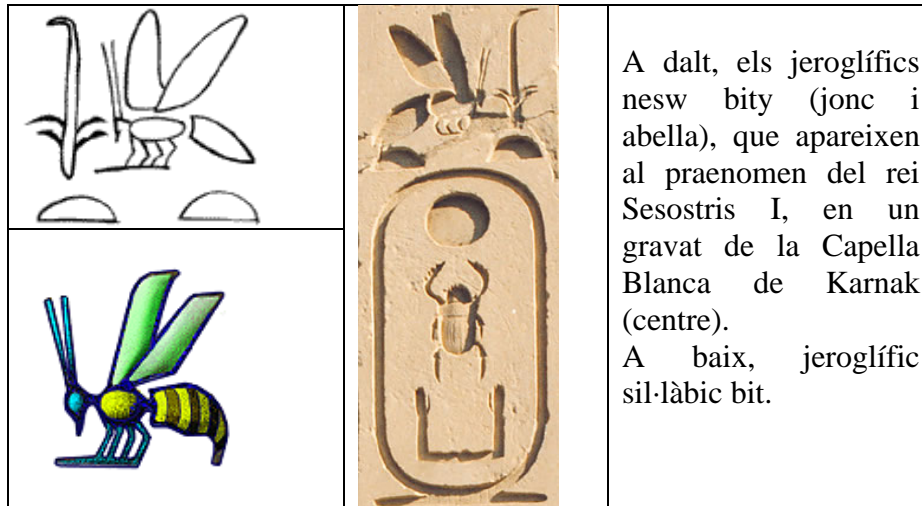 A dalt, els jeroglífics
nesw bity (jonc i
abella), que apareixen
al praenomen del rei
Sesostris I, en un
gravat de la Capella
Blanca de Karnak
(centre).
A baix, jeroglífic
sil·làbic bit.